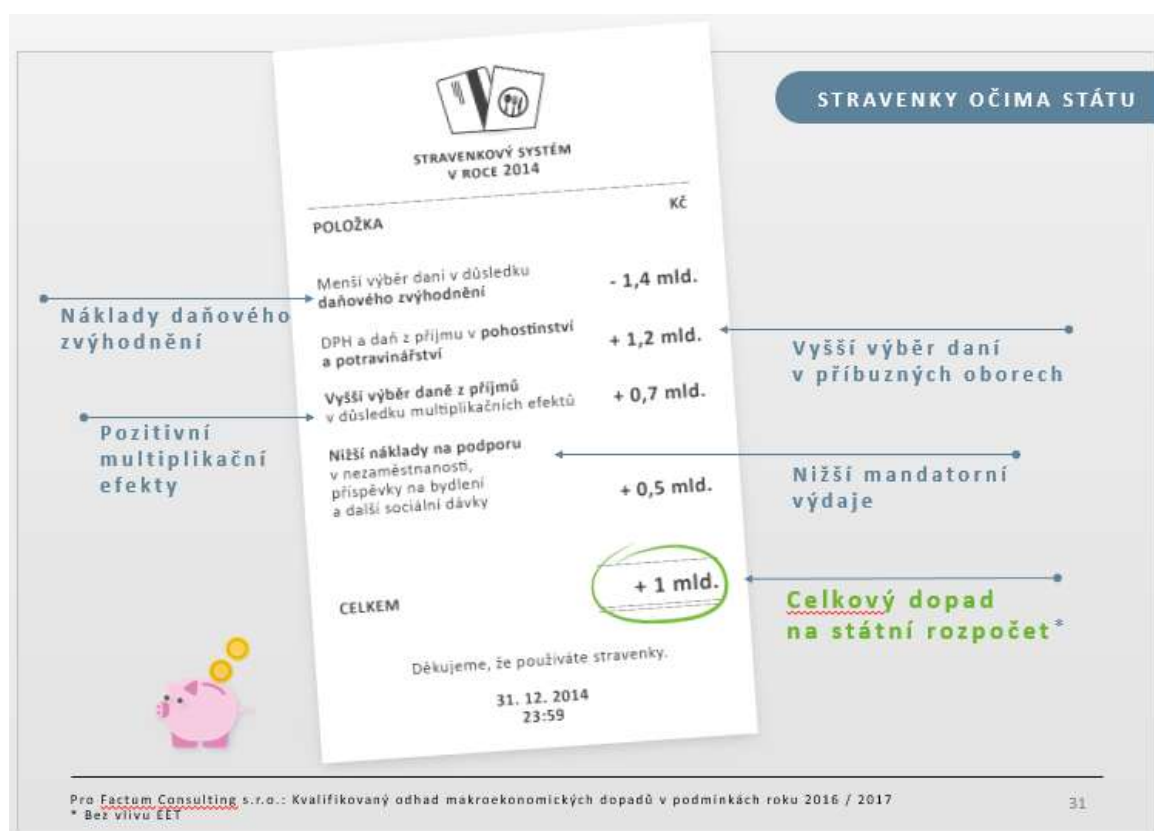 STRAVENKY OČIMA STÁTU
STRAVENKOVÝ SYSTÉM
V ROCE 2014
POLOŽKA Kč
Menší výběr daní v důsledku
daňového zvýhodnění - 1,4 mld.
DPH a daň z příjmu v pohostinství
a potravinářství + 1,2 mld.
Vyšší výběr daně z příjmů
v důsledku multiplikačních efektů + 0,7 mld.
Nižší náklady na podporu
v nezaměstnanosti,
příspěvky na bydlení
a další sociální dávky + 0,5 mld.
CELKEM + 1 mld.
Děkujeme, že používáte stravenky.
31. 12. 2014
23:59
Náklady daňového
zvýhodnění
Pozitivní
multiplikační
efekty
Vyšší výběr daní
v příbuzných oborech
Nižší mandatorní
výdaje
Celkový dopad
na státní rozpočet*
Pro Factum Consulting s.r.o.: Kvalifikovaný odhad makroekonomických dopadů v podmínkách roku 2016 / 2017
* Bez vlivu EET
31